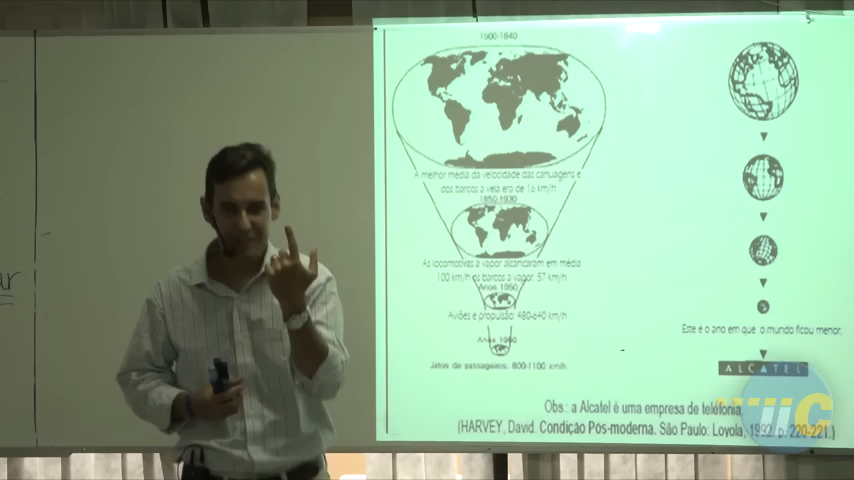 1500-1840
A melhor média da velocidade das carruagens e
dos barcos a vela era de 16 km/h
1850-1930
As locomotivas a vapor alcançaram em média
100 km/h os barcos a vapor, 57 km/h
Anos 1950
Aviões e propulsão: 480-640 km/h
Anos 1960
Jatos de passageiros: 800-1100 km/h
Este é o ano em que o mundo ficou menor.
ALCATEL
Obs.: a Alcatel é uma empresa de telefonia
(HARVEY, David. Condição Pós-moderna. São Paulo: Loyola, 1992, p. 220-221.)